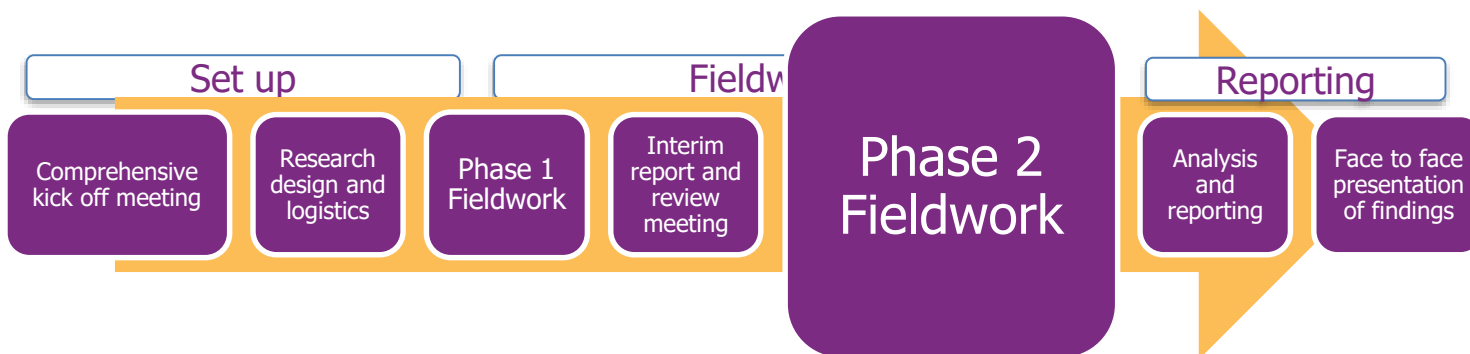 Set up
Fieldw
Reporting
Comprehensive
kick off meeting
Research
design and
logistics
Phase 1
Fieldwork
Interim
report and
review
meeting
Phase 2
Fieldwork
Analysis
and
reporting
Face to face
presentation
of findings